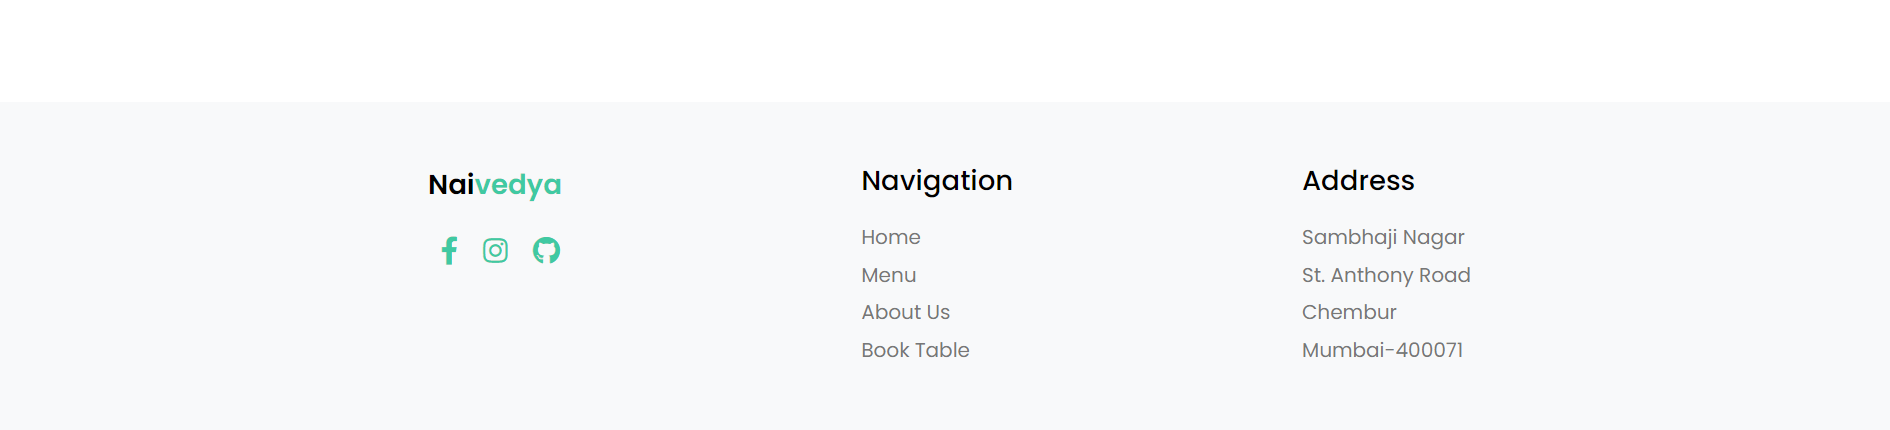 Naivedya
Navigation
Home
Menu
About Us
Book Table
Address
Sambhaji Nagar
St. Anthony Road
Chembur
Mumbai-400071